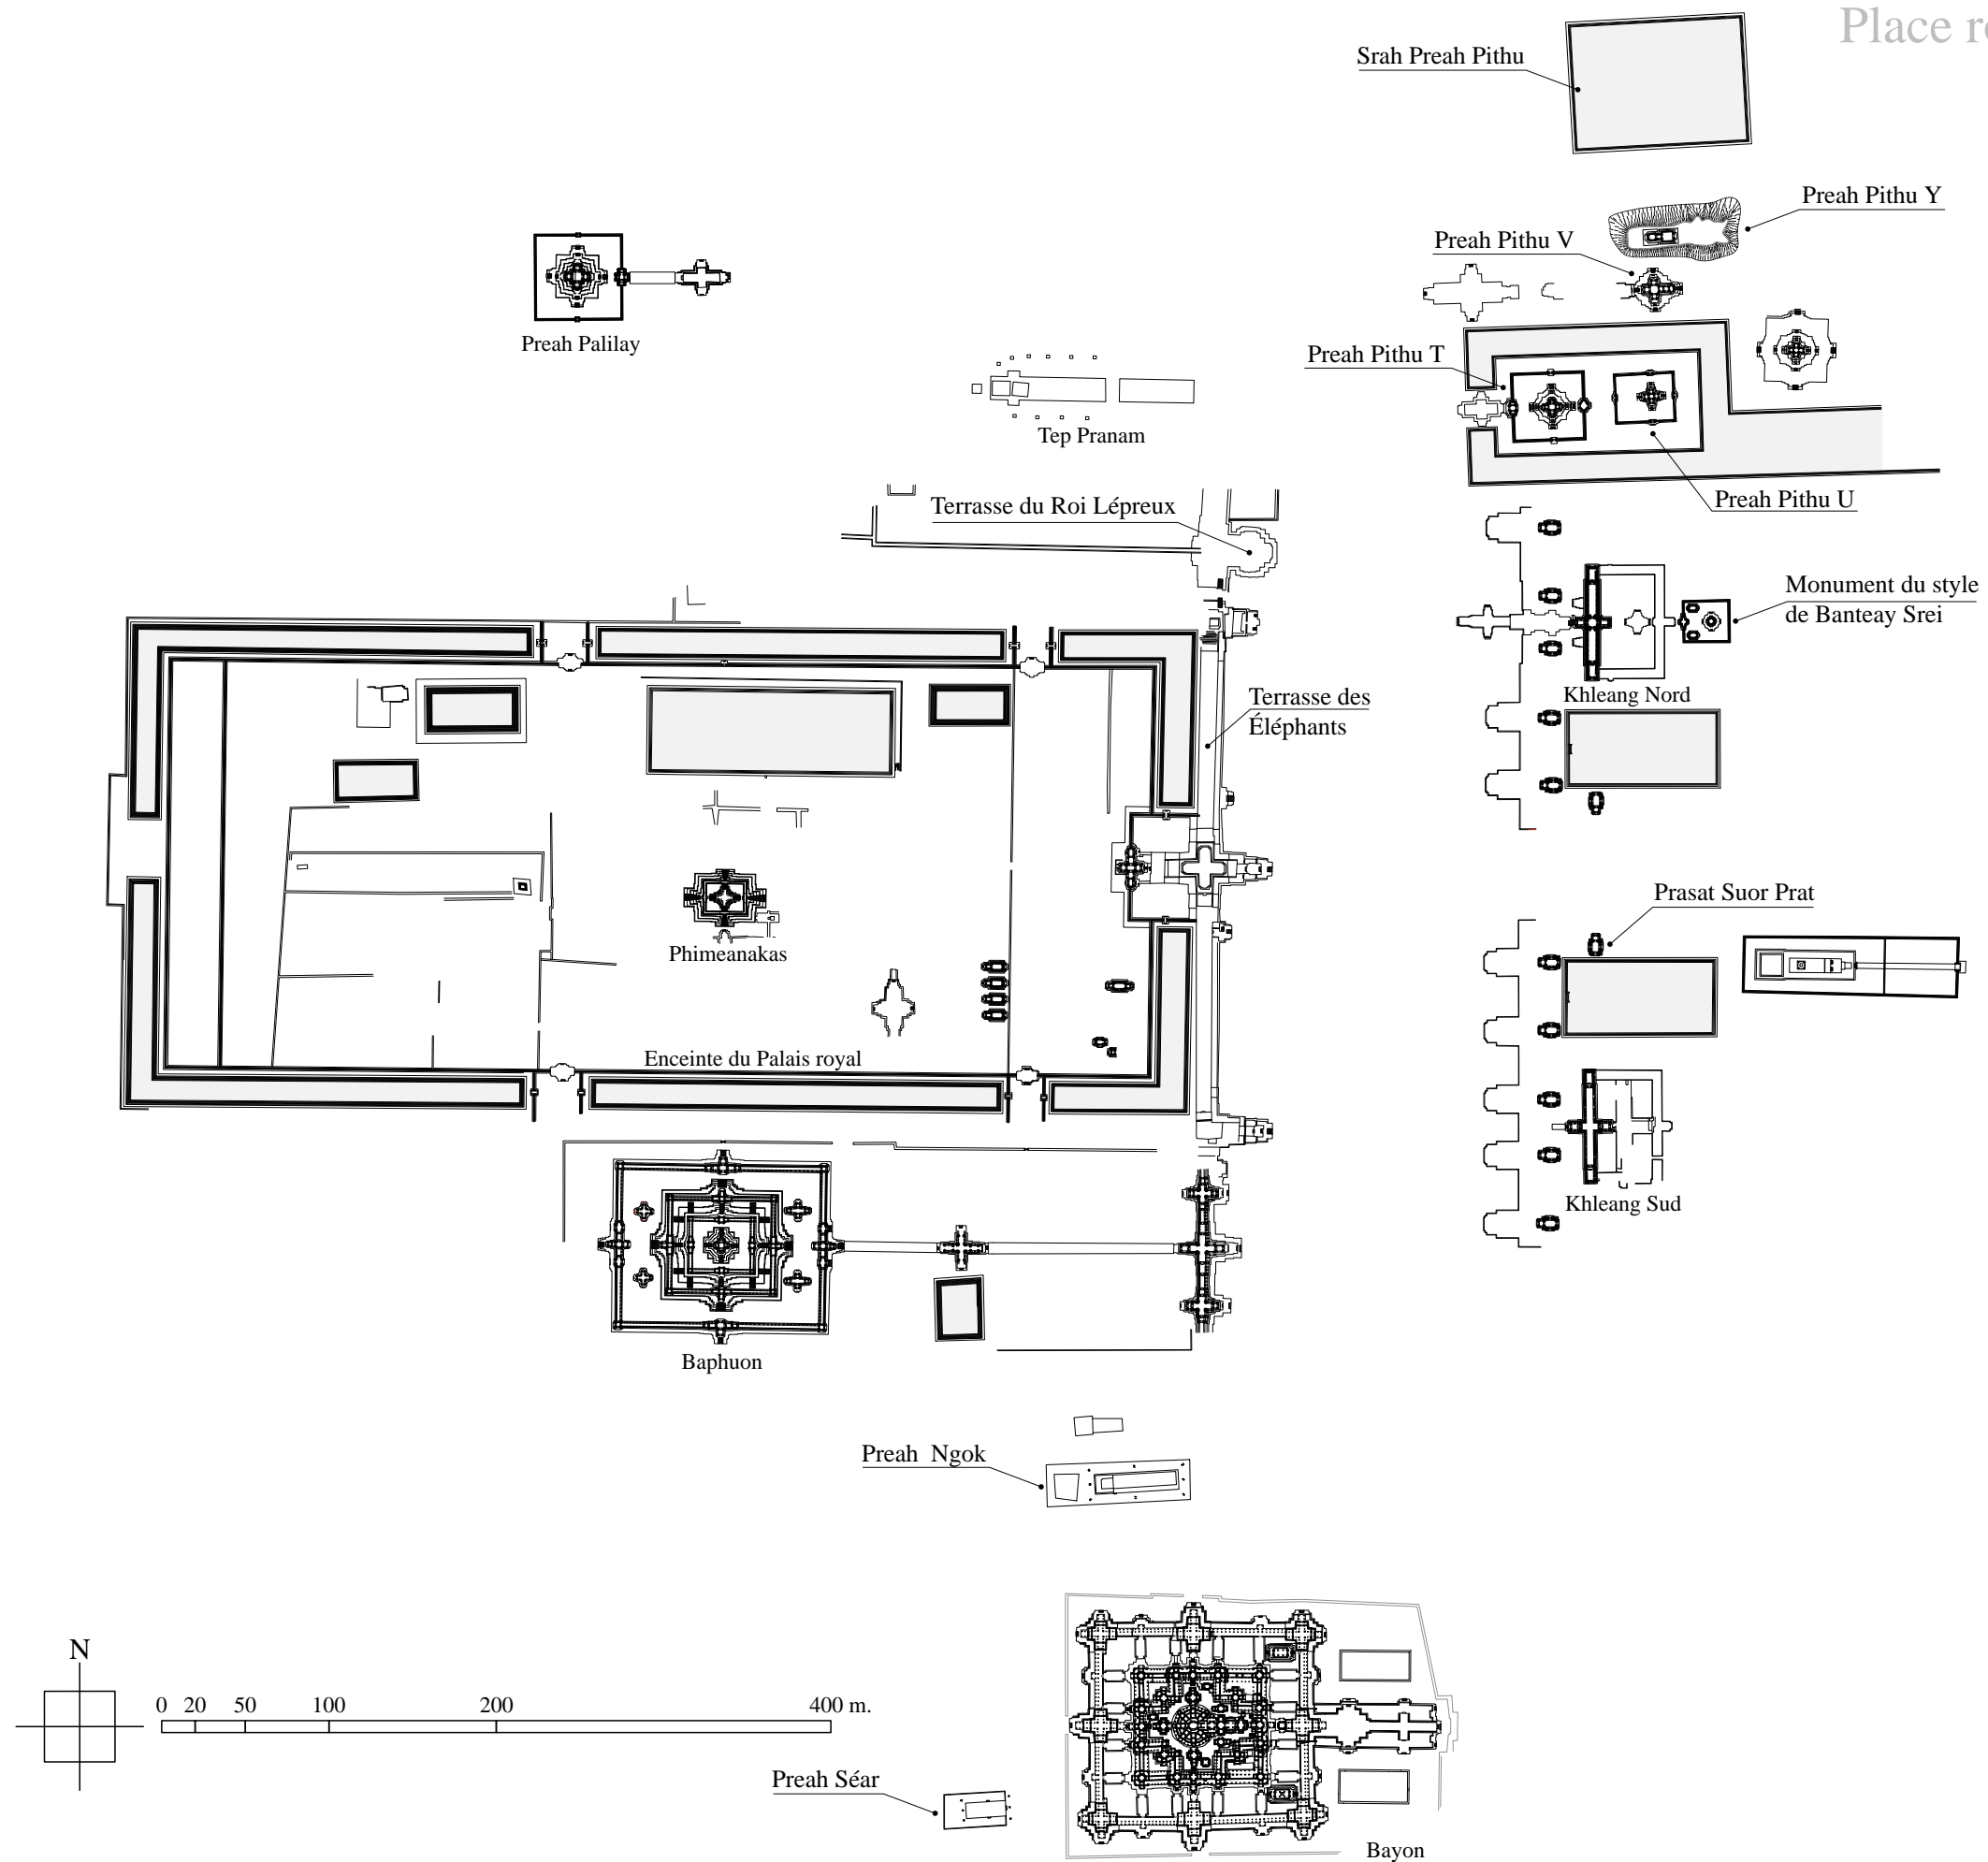 Place
Srah Preah Pithu
Preah Pithu Y
Preah Pithu V
Preah Palilay
Preah Pithu T
Tep Pranam
Preah Pithu U
Terrasse du Roi Lépreux
Monument du style
de Banteay Srei
Khleang Nord
Terrasse des
Éléphants
Prasat Suor Prat
Phimeanakas
Enceinte du Palais royal
Khleang Sud
Baphuon
Preah Ngok
N
0 20 50 100 200 400 m.
Preah Séar
Bayon